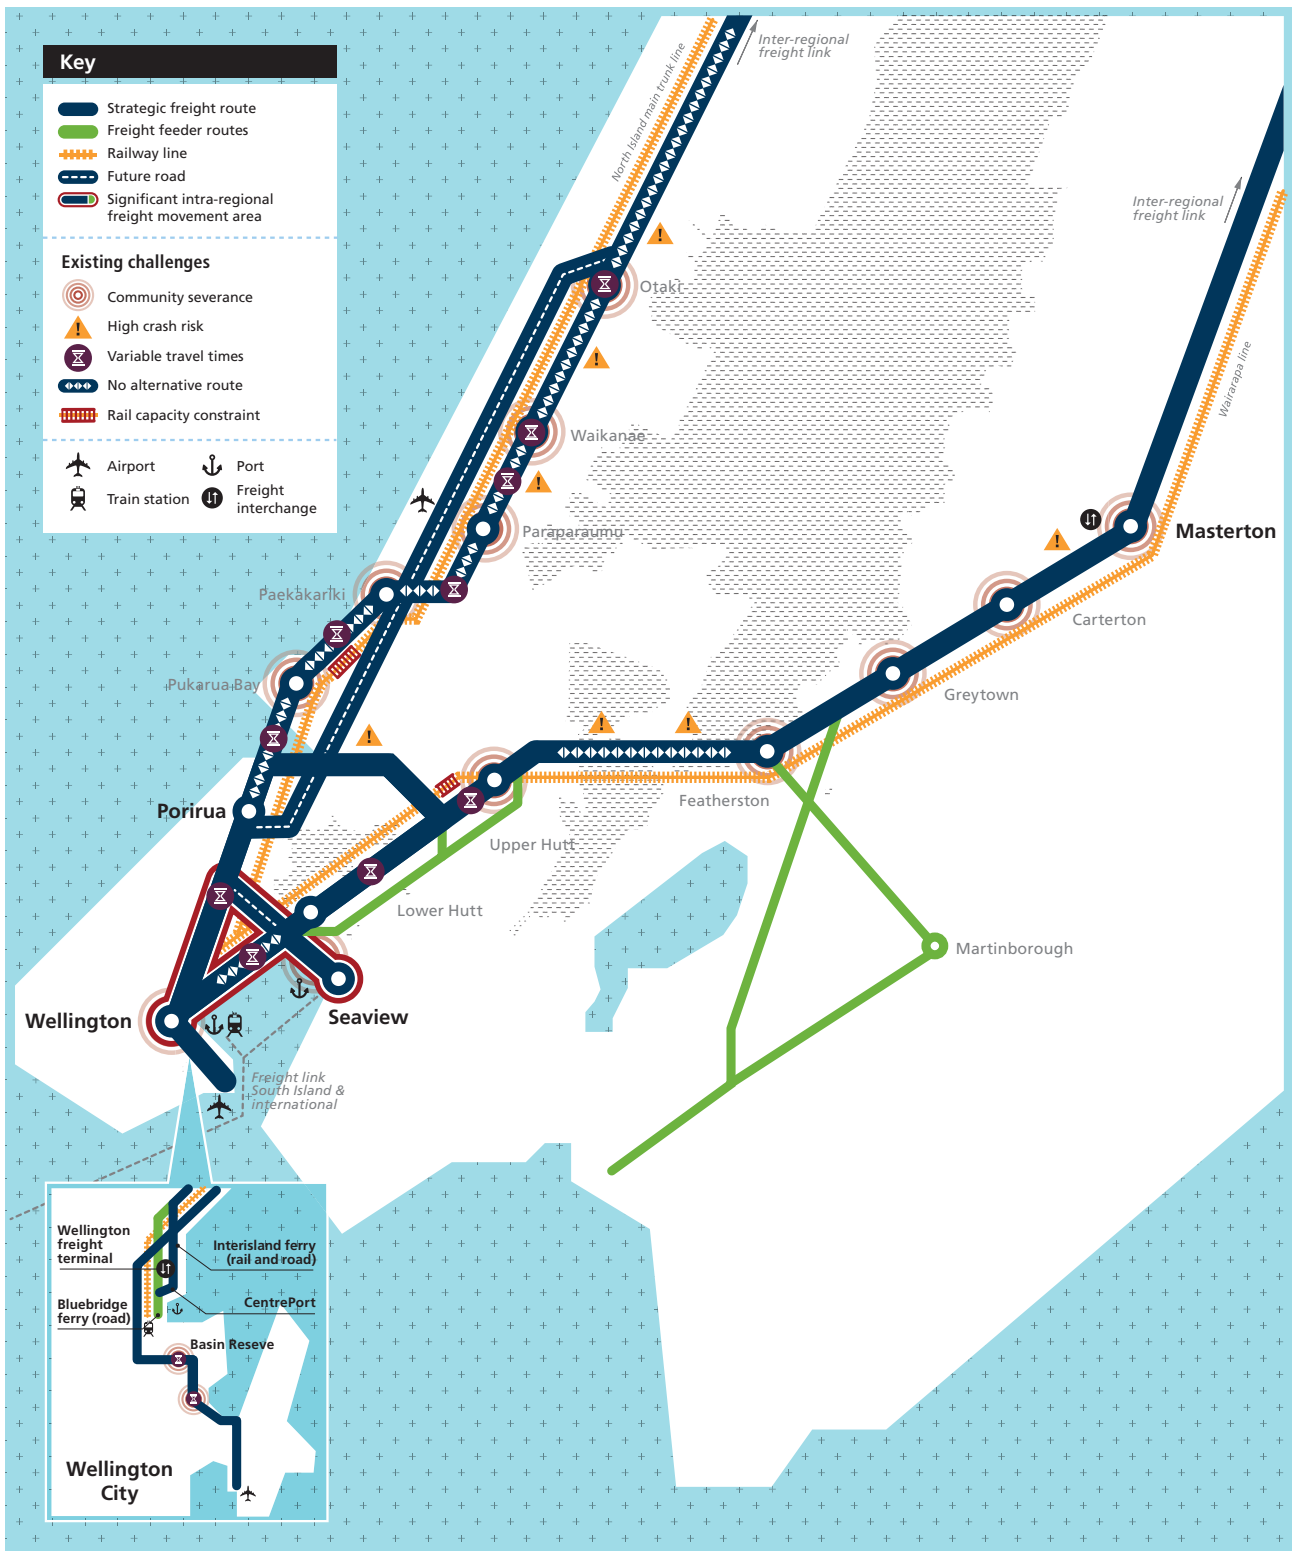 Key
Strategic freight route
Freight feeder routes
Railway line
Future road
Significant intra-regional
freight movement area
Existing challenges
Community severance
High crash risk
Variable travel times
No alternative route
Rail capacity constraint
Airport
Port
Train station
Freight
interchange
Inter-regional
freight link
North Island main trunk line
Inter-regional
freight link
Wairarapa line
Otaki
Waikanae
Paraparaumu
Paekakariki
Pukarua Bay
Porirua
Masterton
Carterton
Greytown
Featherston
Upper Hutt
Lower Hutt
Martinborough
Seaview
Wellington
Freight link
South Island &
international
Wellington
freight
terminal
Interisland ferry
(rail and road)
Bluebridge
ferry (road)
CentrePort
Basin Reseve
Wellington
City